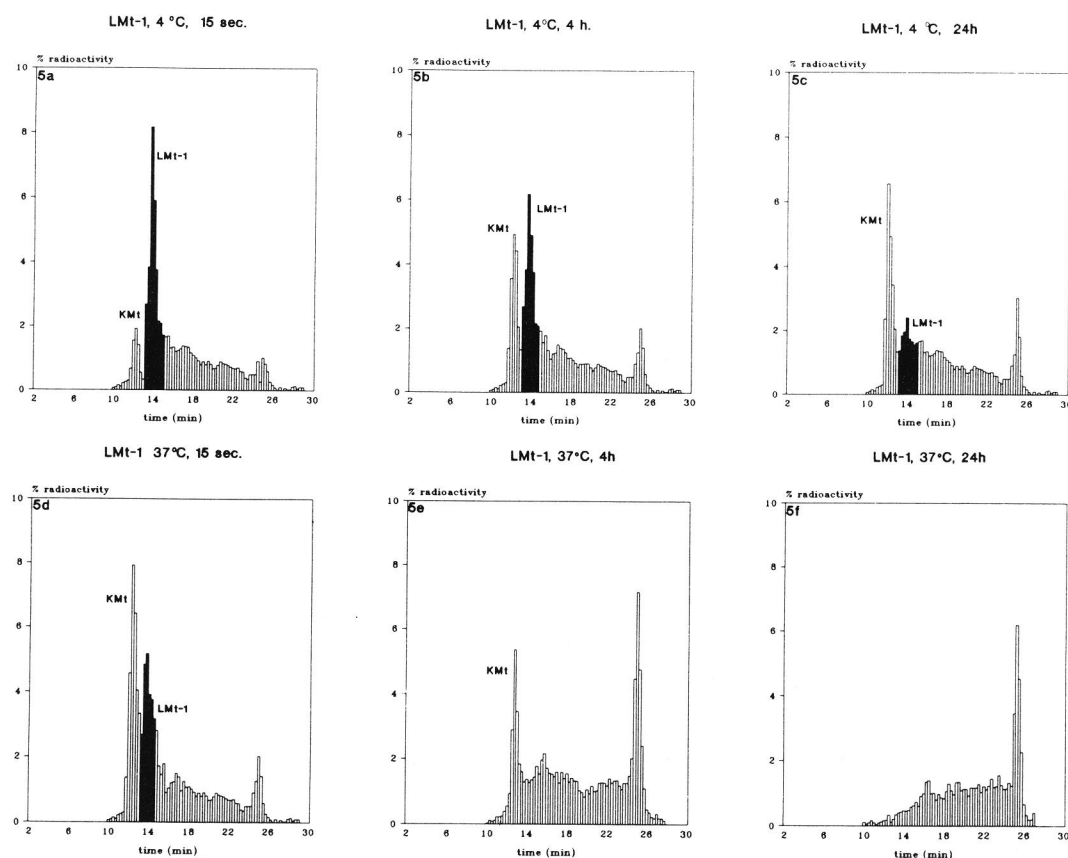 LMt-1, 4 °C, 15 sec.
% radioactivity
10
5a
8
6
4
2
0
LMt-1
KMt
2 6 10 14 18 22 26 30
time (min)
LMt-1, 4°C, 4 h.
% radioactivity
10
5b
8
6
4
2
0
KMt
LMt-1
2 6 10 14 18 22 26 30
time (min)
LMt-1, 4 °C, 24h
% radioactivity
10
5c
8
6
4
2
0
KMt
LMt-1
2 6 10 14 18 22 26 30
time (min)
LMt-1 37°C, 15 sec.
% radioactivity
10
5d
8
6
4
2
0
KMt
LMt-1
2 6 10 14 18 22 26 30
time (min)
LMt-1, 37°C, 4h
% radioactivity
10
5e
8
6
4
2
0
KMt
2 6 10 14 18 22 26 30
time (min)
LMt-1, 37°C, 24h
% radioactivity
10
5f
8
6
4
2
0
2 6 10 14 18 22 26 30
time (min)